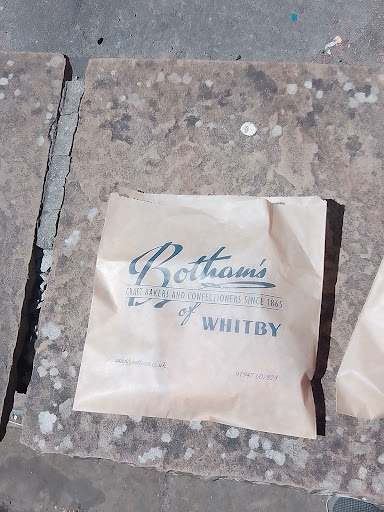 Botham's
CRAFT BAKERS AND CONFECTIONERS SINCE 1865
of WHITBY